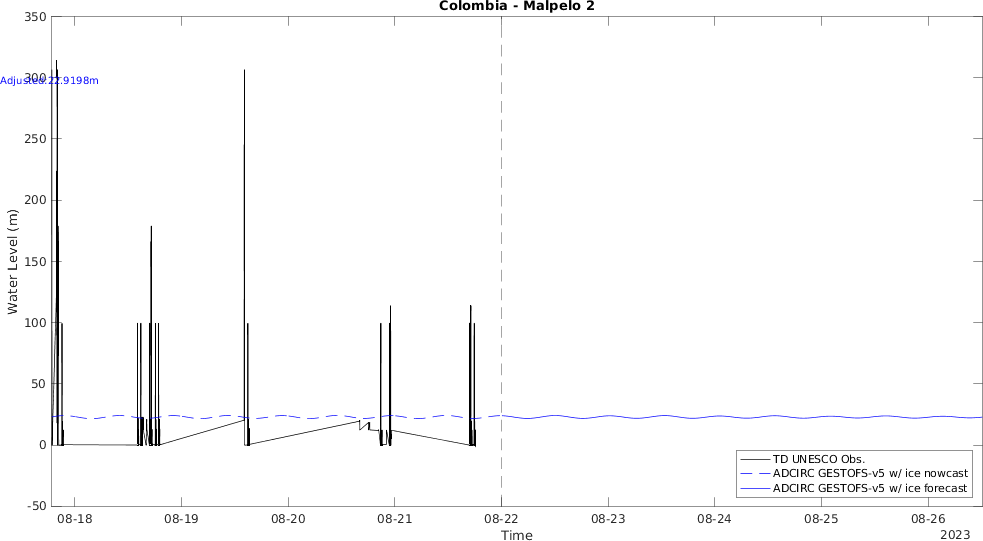 Colombia - Malpelo 2
350
300
Adjusted:22.9198m
250
200
150
100
50
0
-50
Water Level (m)
TD UNESCO Obs.
ADCIRC GESTOFS-v5 w/ ice nowcast
ADCIRC GESTOFS-v5 w/ ice forecast
08-18 08-19 08-20 08-21 08-22 08-23 08-24 08-25 08-26
Time
2023